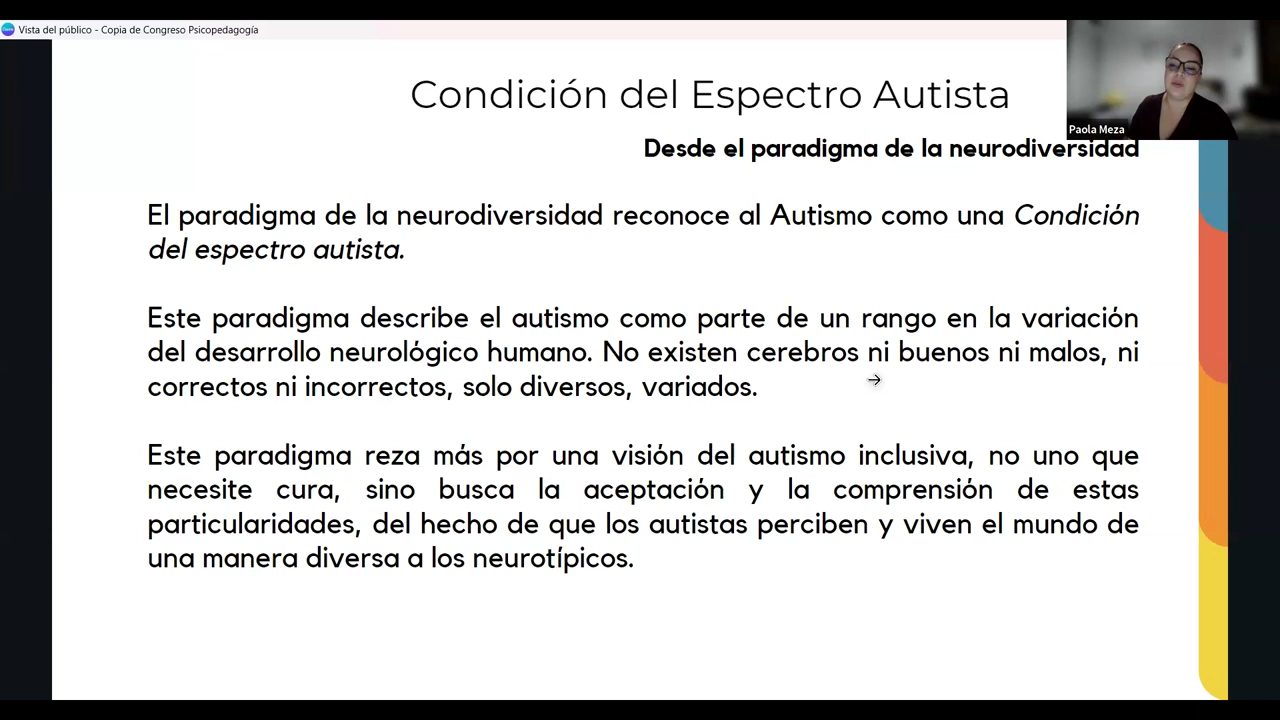 Vista del público - Copia de Congreso Psicopedagogía
Paola Meza
Condición del Espectro Autista
Desde el paradigma de la neurodiversidad
El paradigma de la neurodiversidad reconoce al Autismo como una Condición
del espectro autista.
Este paradigma describe el autismo como parte de un rango en la variación
del desarrollo neurológico humano. No existen cerebros ni buenos ni malos, ni
correctos ni incorrectos, solo diversos, variados.
Este paradigma reza más por una visión del autismo inclusiva, no uno que
necesite cura, sino busca la aceptación y la comprensión de estas
particularidades, del hecho de que los autistas perciben y viven el mundo de
una manera diversa a los neurotípicos.